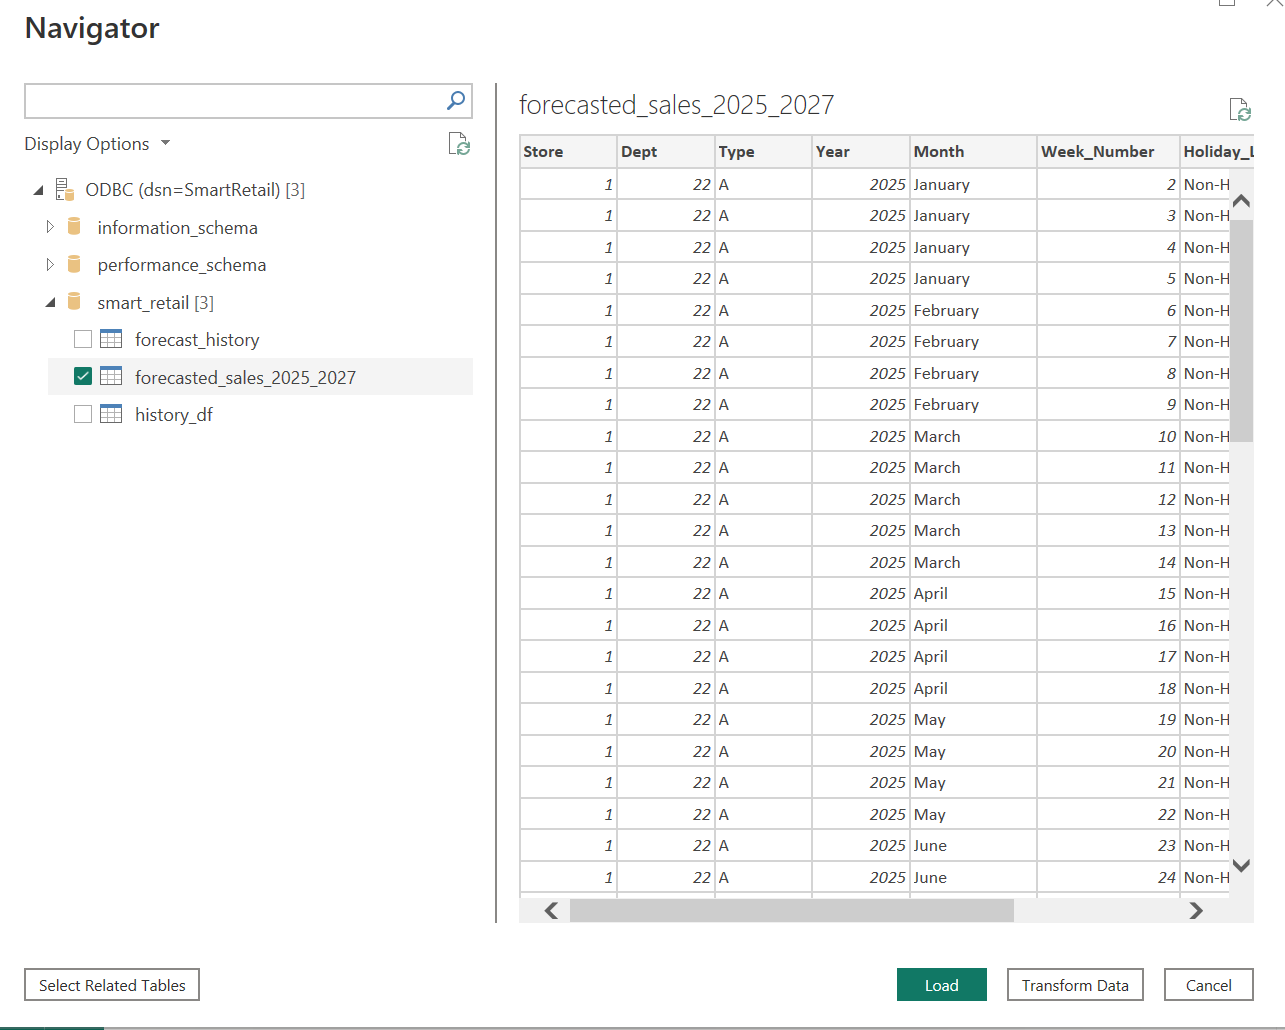 Navigator
Display Options
ODBC (dsn=SmartRetail) [3]
information_schema
performance_schema
smart_retail [3]
forecast_history
forecasted_sales_2025_2027
history_df
forecasted_sales_2025_2027
Store Dept Type Year Month Week_Number Holiday_L
1 22 A 2025 January 2 Non-H
1 22 A 2025 January 3 Non-H
1 22 A 2025 January 4 Non-H
1 22 A 2025 January 5 Non-H
1 22 A 2025 February 6 Non-H
1 22 A 2025 February 7 Non-H
1 22 A 2025 February 8 Non-H
1 22 A 2025 February 9 Non-H
1 22 A 2025 March 10 Non-H
1 22 A 2025 March 11 Non-H
1 22 A 2025 March 12 Non-H
1 22 A 2025 March 13 Non-H
1 22 A 2025 March 14 Non-H
1 22 A 2025 April 15 Non-H
1 22 A 2025 April 16 Non-H
1 22 A 2025 April 17 Non-H
1 22 A 2025 April 18 Non-H
1 22 A 2025 May 19 Non-H
1 22 A 2025 May 20 Non-H
1 22 A 2025 May 21 Non-H
1 22 A 2025 May 22 Non-H
1 22 A 2025 June 23 Non-H
1 22 A 2025 June 24 Non-H
Select Related Tables
Load
Transform Data
Cancel